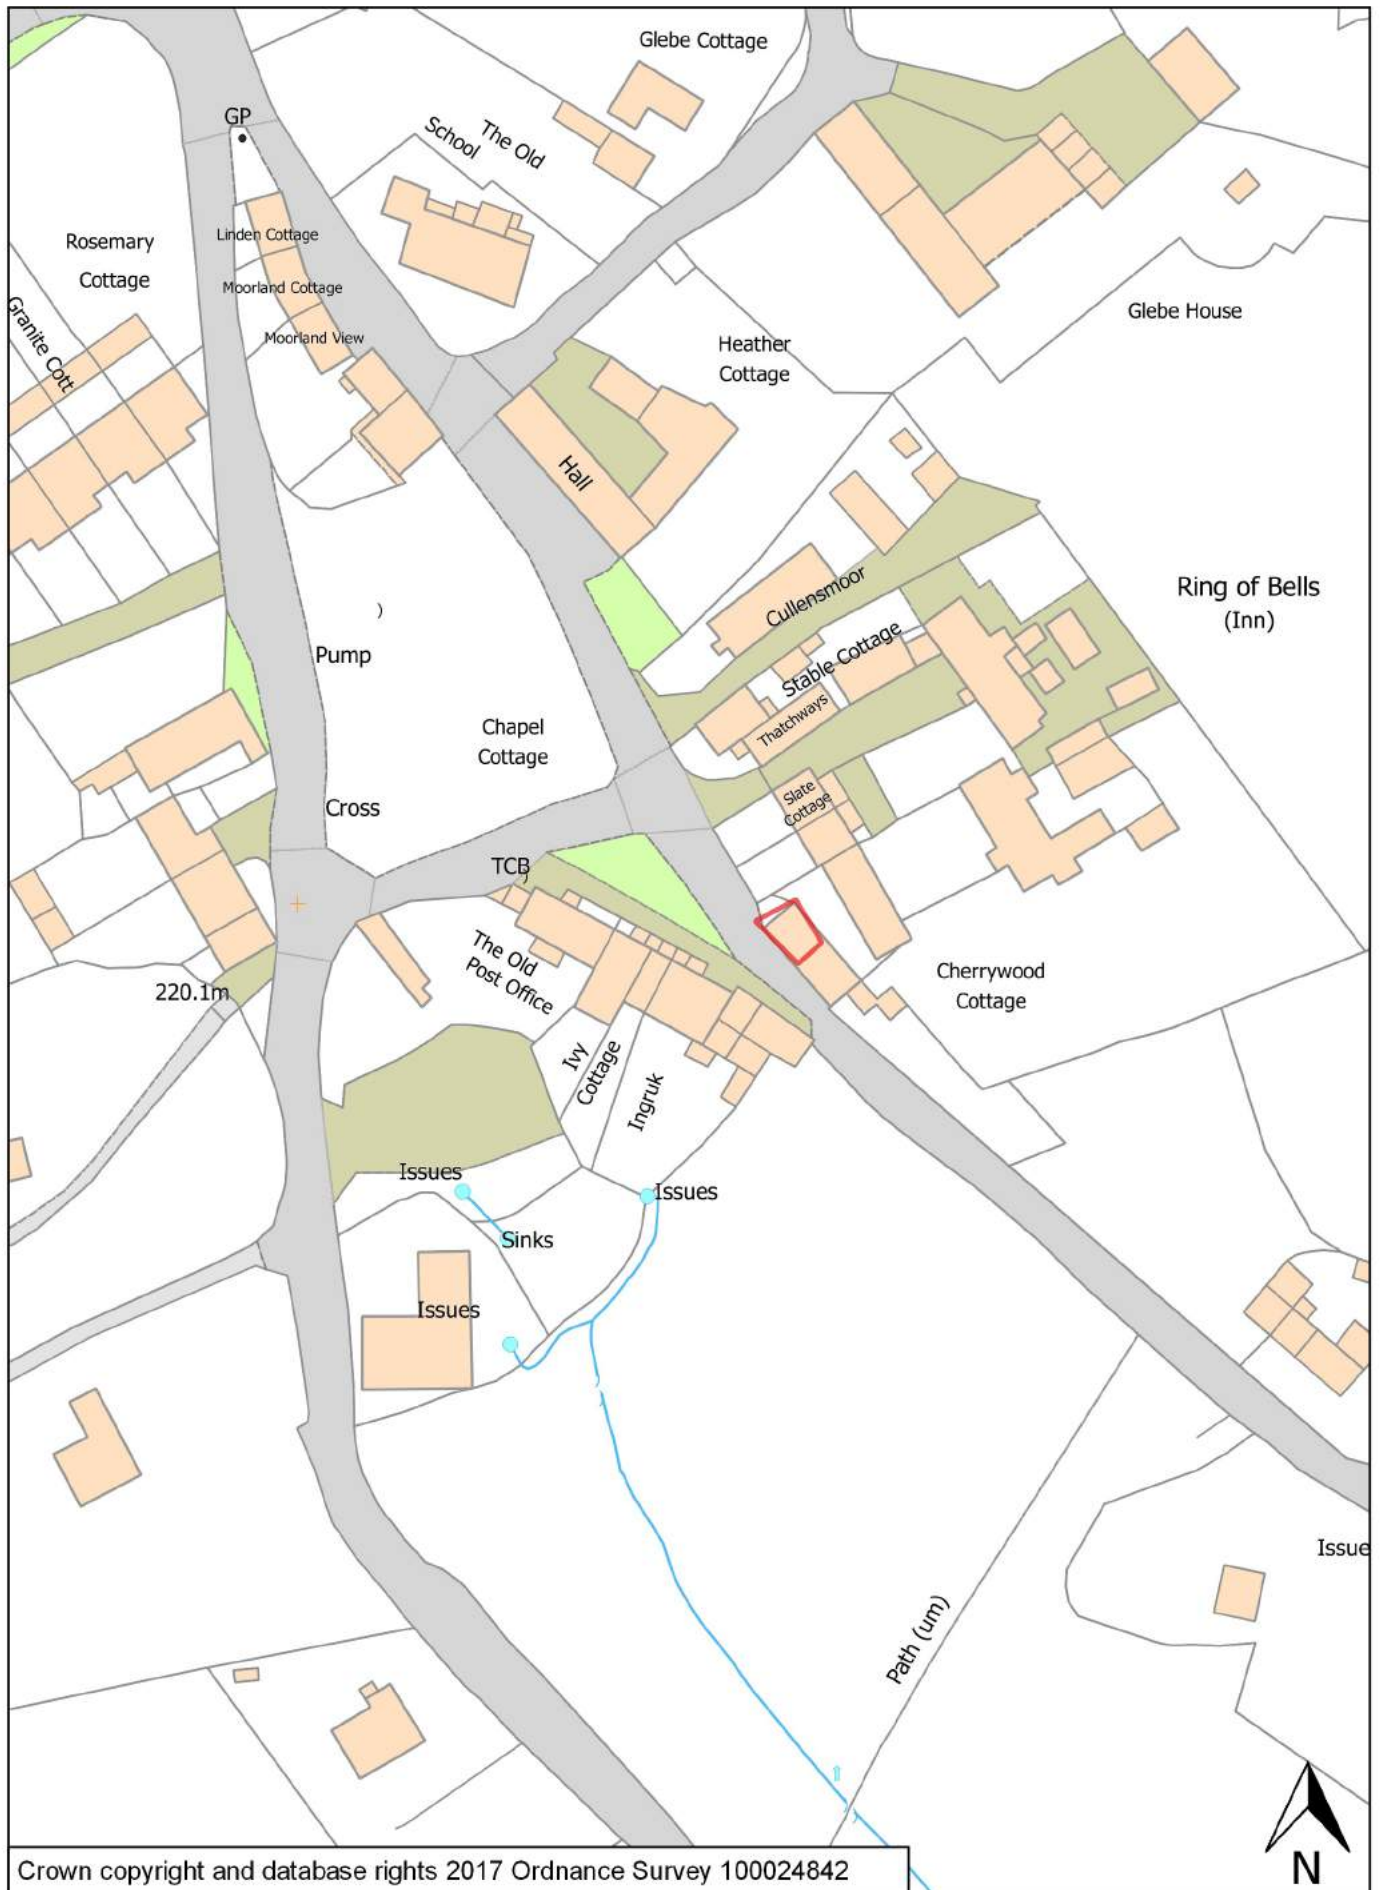 Glebe Cottage
GP
The Old
School
Linden Cottage
Rosemary
Cottage
Moorland Cottage
Granite Cott
Moorland View
Glebe House
Heather
Cottage
Hall
Cullensmoor
Ring of Bells
(Inn)
Pump
Stable Cottage
Thatchways
Chapel
Cottage
Slate
Cottage
Cross
TCB
The Old
Post Office
Cherrywood
Cottage
220.1m
Ivy
Cottage
Ingruk
Issues
Issues
Sinks
Issues
Issue
Path (um)
N
Crown copyright and database rights 2017 Ordnance Survey 100024842